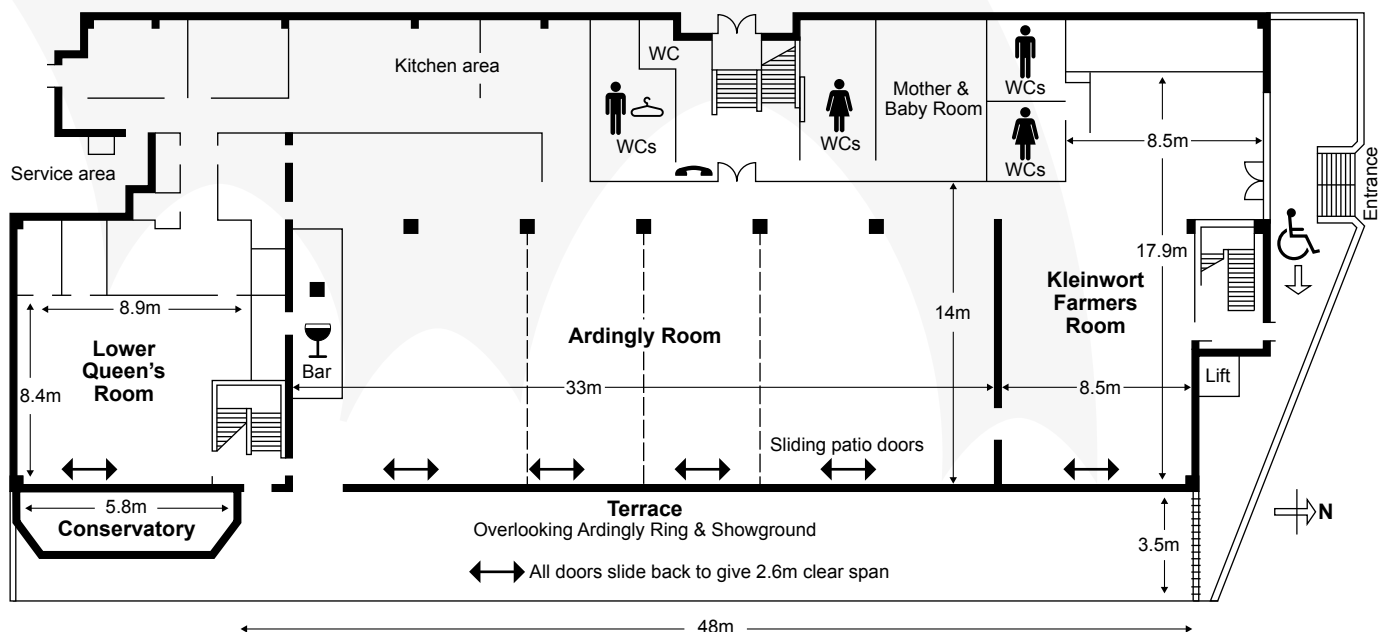 Kitchen area
WC
WCs
WCs
Mother &
Baby Room
WCs
WCs
8.5m
Entrance
Service area
17.9m
8.9m
Lower
Queen's
Room
8.4m
Bar
Ardingly Room
33m
14m
Kleinwort
Farmers
Room
8.5m
Lift
Sliding patio doors
5.8m
Conservatory
Terrace
Overlooking Ardingly Ring & Showground
3.5m
N
All doors slide back to give 2.6m clear span
48m